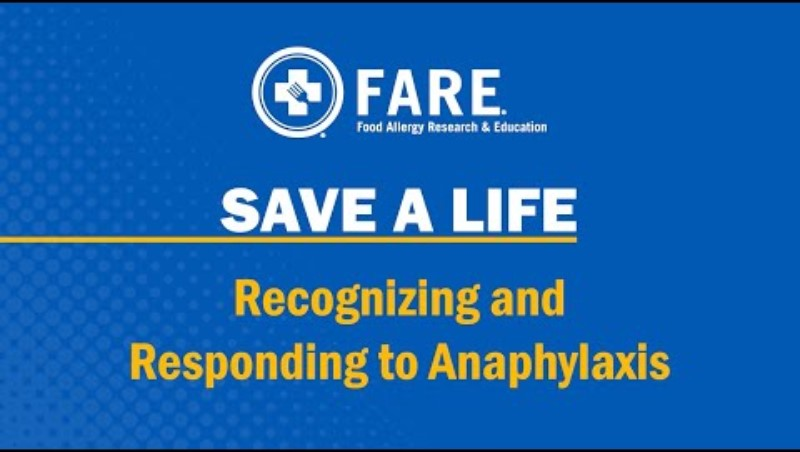 FARE®
Food Allergy Research & Education
SAVE A LIFE
Recognizing and
Responding to Anaphylaxis